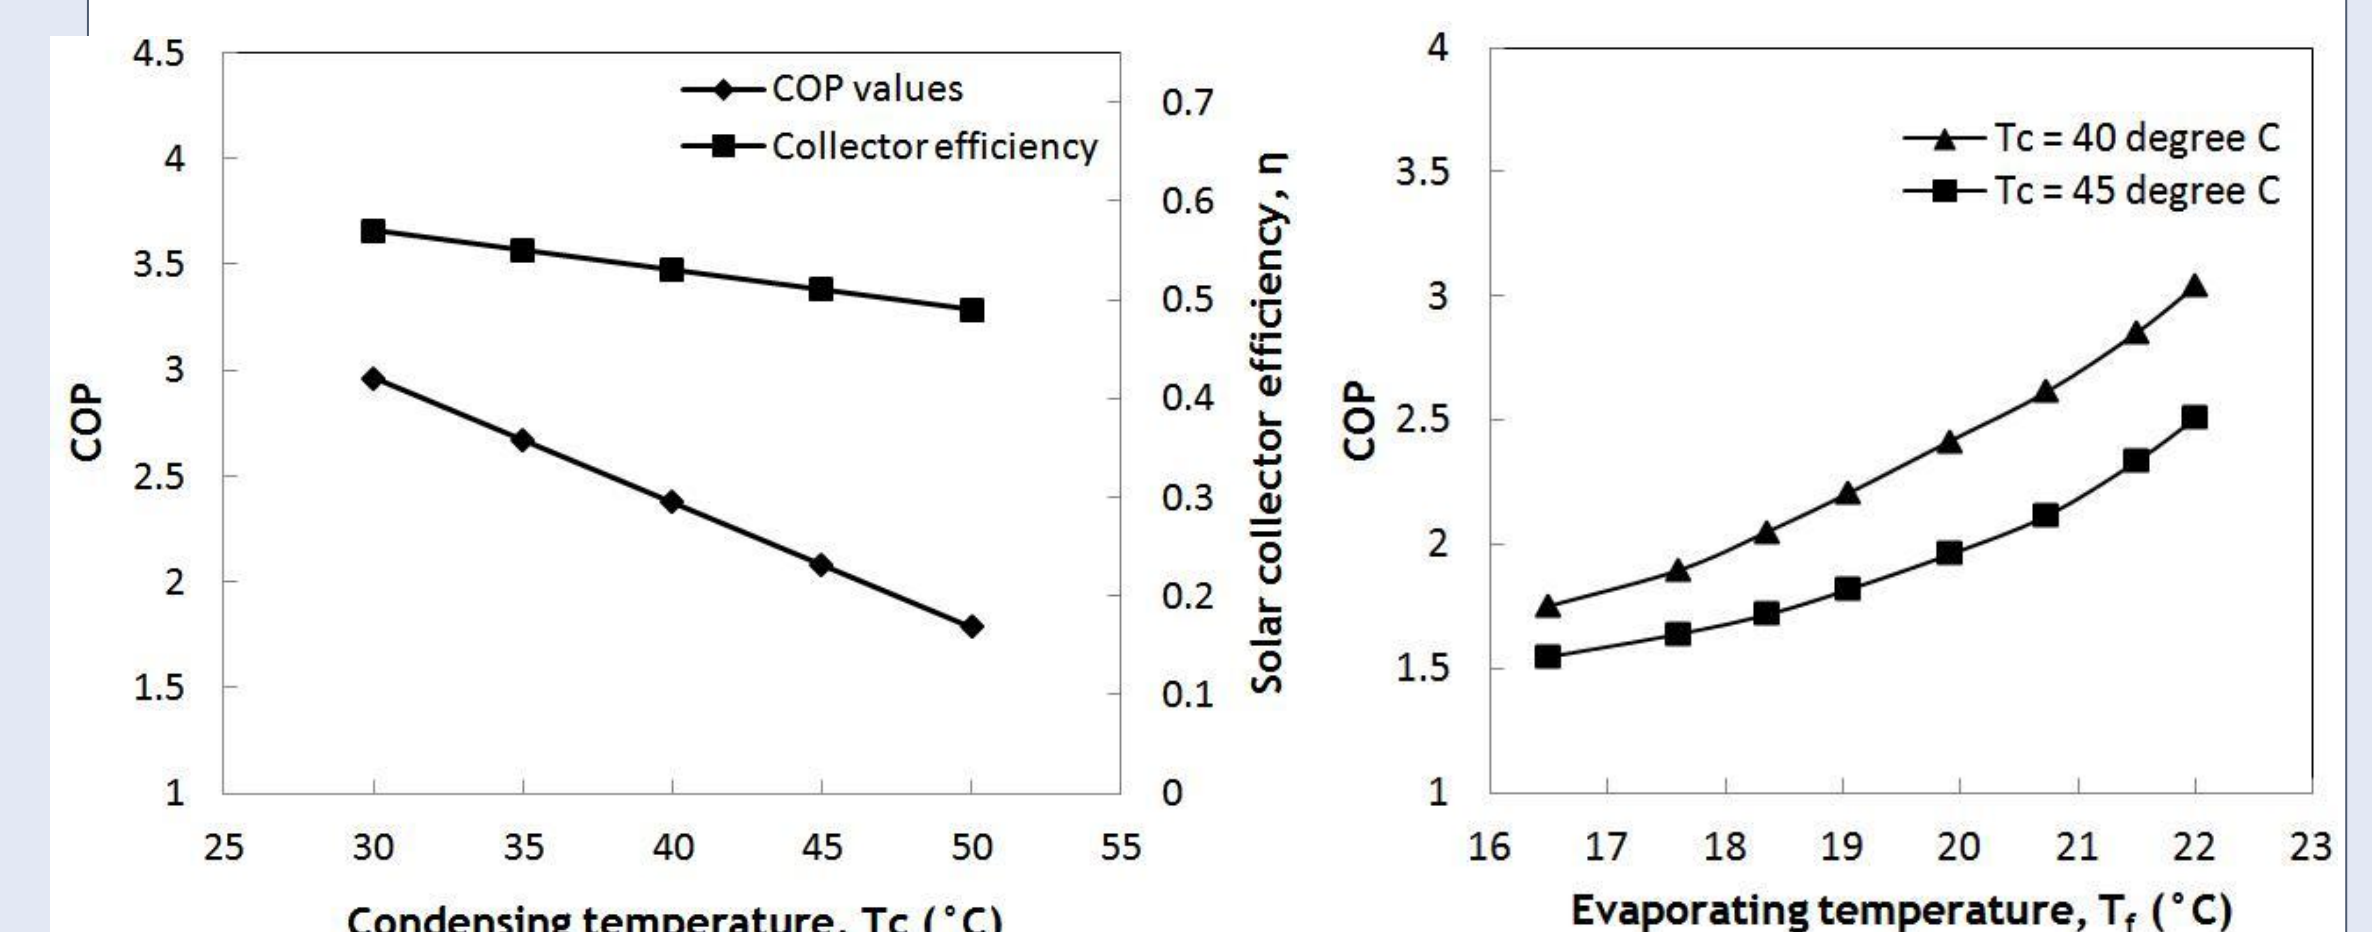 4.5
4
3.5
3
2.5
2
1.5
1
COP
COP values
Collector efficiency
0.7
0.6
0.5
0.4
0.3
0.2
0.1
0
Solar collector efficiency, η
25 30 35 40 45 50 55
Condensing temperature, Tc (°C)
4
3.5
3
2.5
2
1.5
1
COP
Tc = 40 degree C
Tc = 45 degree C
16 17 18 19 20 21 22 23
Evaporating temperature, Tf (°C)